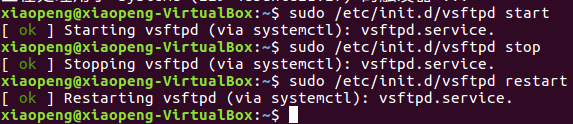 xiaopeng@xiaopeng-VirtualBox:~$ sudo /etc/init.d/vsftpd start
[ ok ] Starting vsftpd (via systemctl): vsftpd.service.
xiaopeng@xiaopeng-VirtualBox:~$ sudo /etc/init.d/vsftpd stop
[ ok ] Stopping vsftpd (via systemctl): vsftpd.service.
xiaopeng@xiaopeng-VirtualBox:~$ sudo /etc/init.d/vsftpd restart
[ ok ] Restarting vsftpd (via systemctl): vsftpd.service.
xiaopeng@xiaopeng-VirtualBox:~$